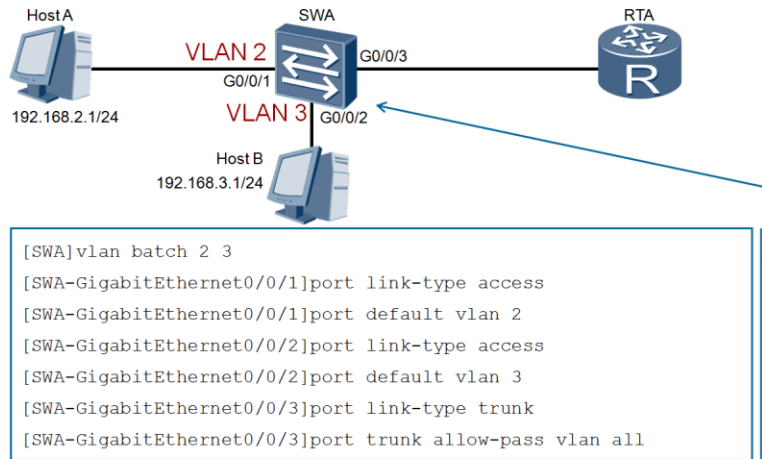 Host A
SWA
RTA
VLAN 2
G0/0/3
G0/0/1
192.168.2.1/24
VLAN 3
G0/0/2
R
Host B
192.168.3.1/24
[SWA]vlan batch 2 3
[SWA-GigabitEthernet0/0/1]port link-type access
[SWA-GigabitEthernet0/0/1]port default vlan 2
[SWA-GigabitEthernet0/0/2]port link-type access
[SWA-GigabitEthernet0/0/2]port default vlan 3
[SWA-GigabitEthernet0/0/3]port link-type trunk
[SWA-GigabitEthernet0/0/3]port trunk allow-pass vlan all